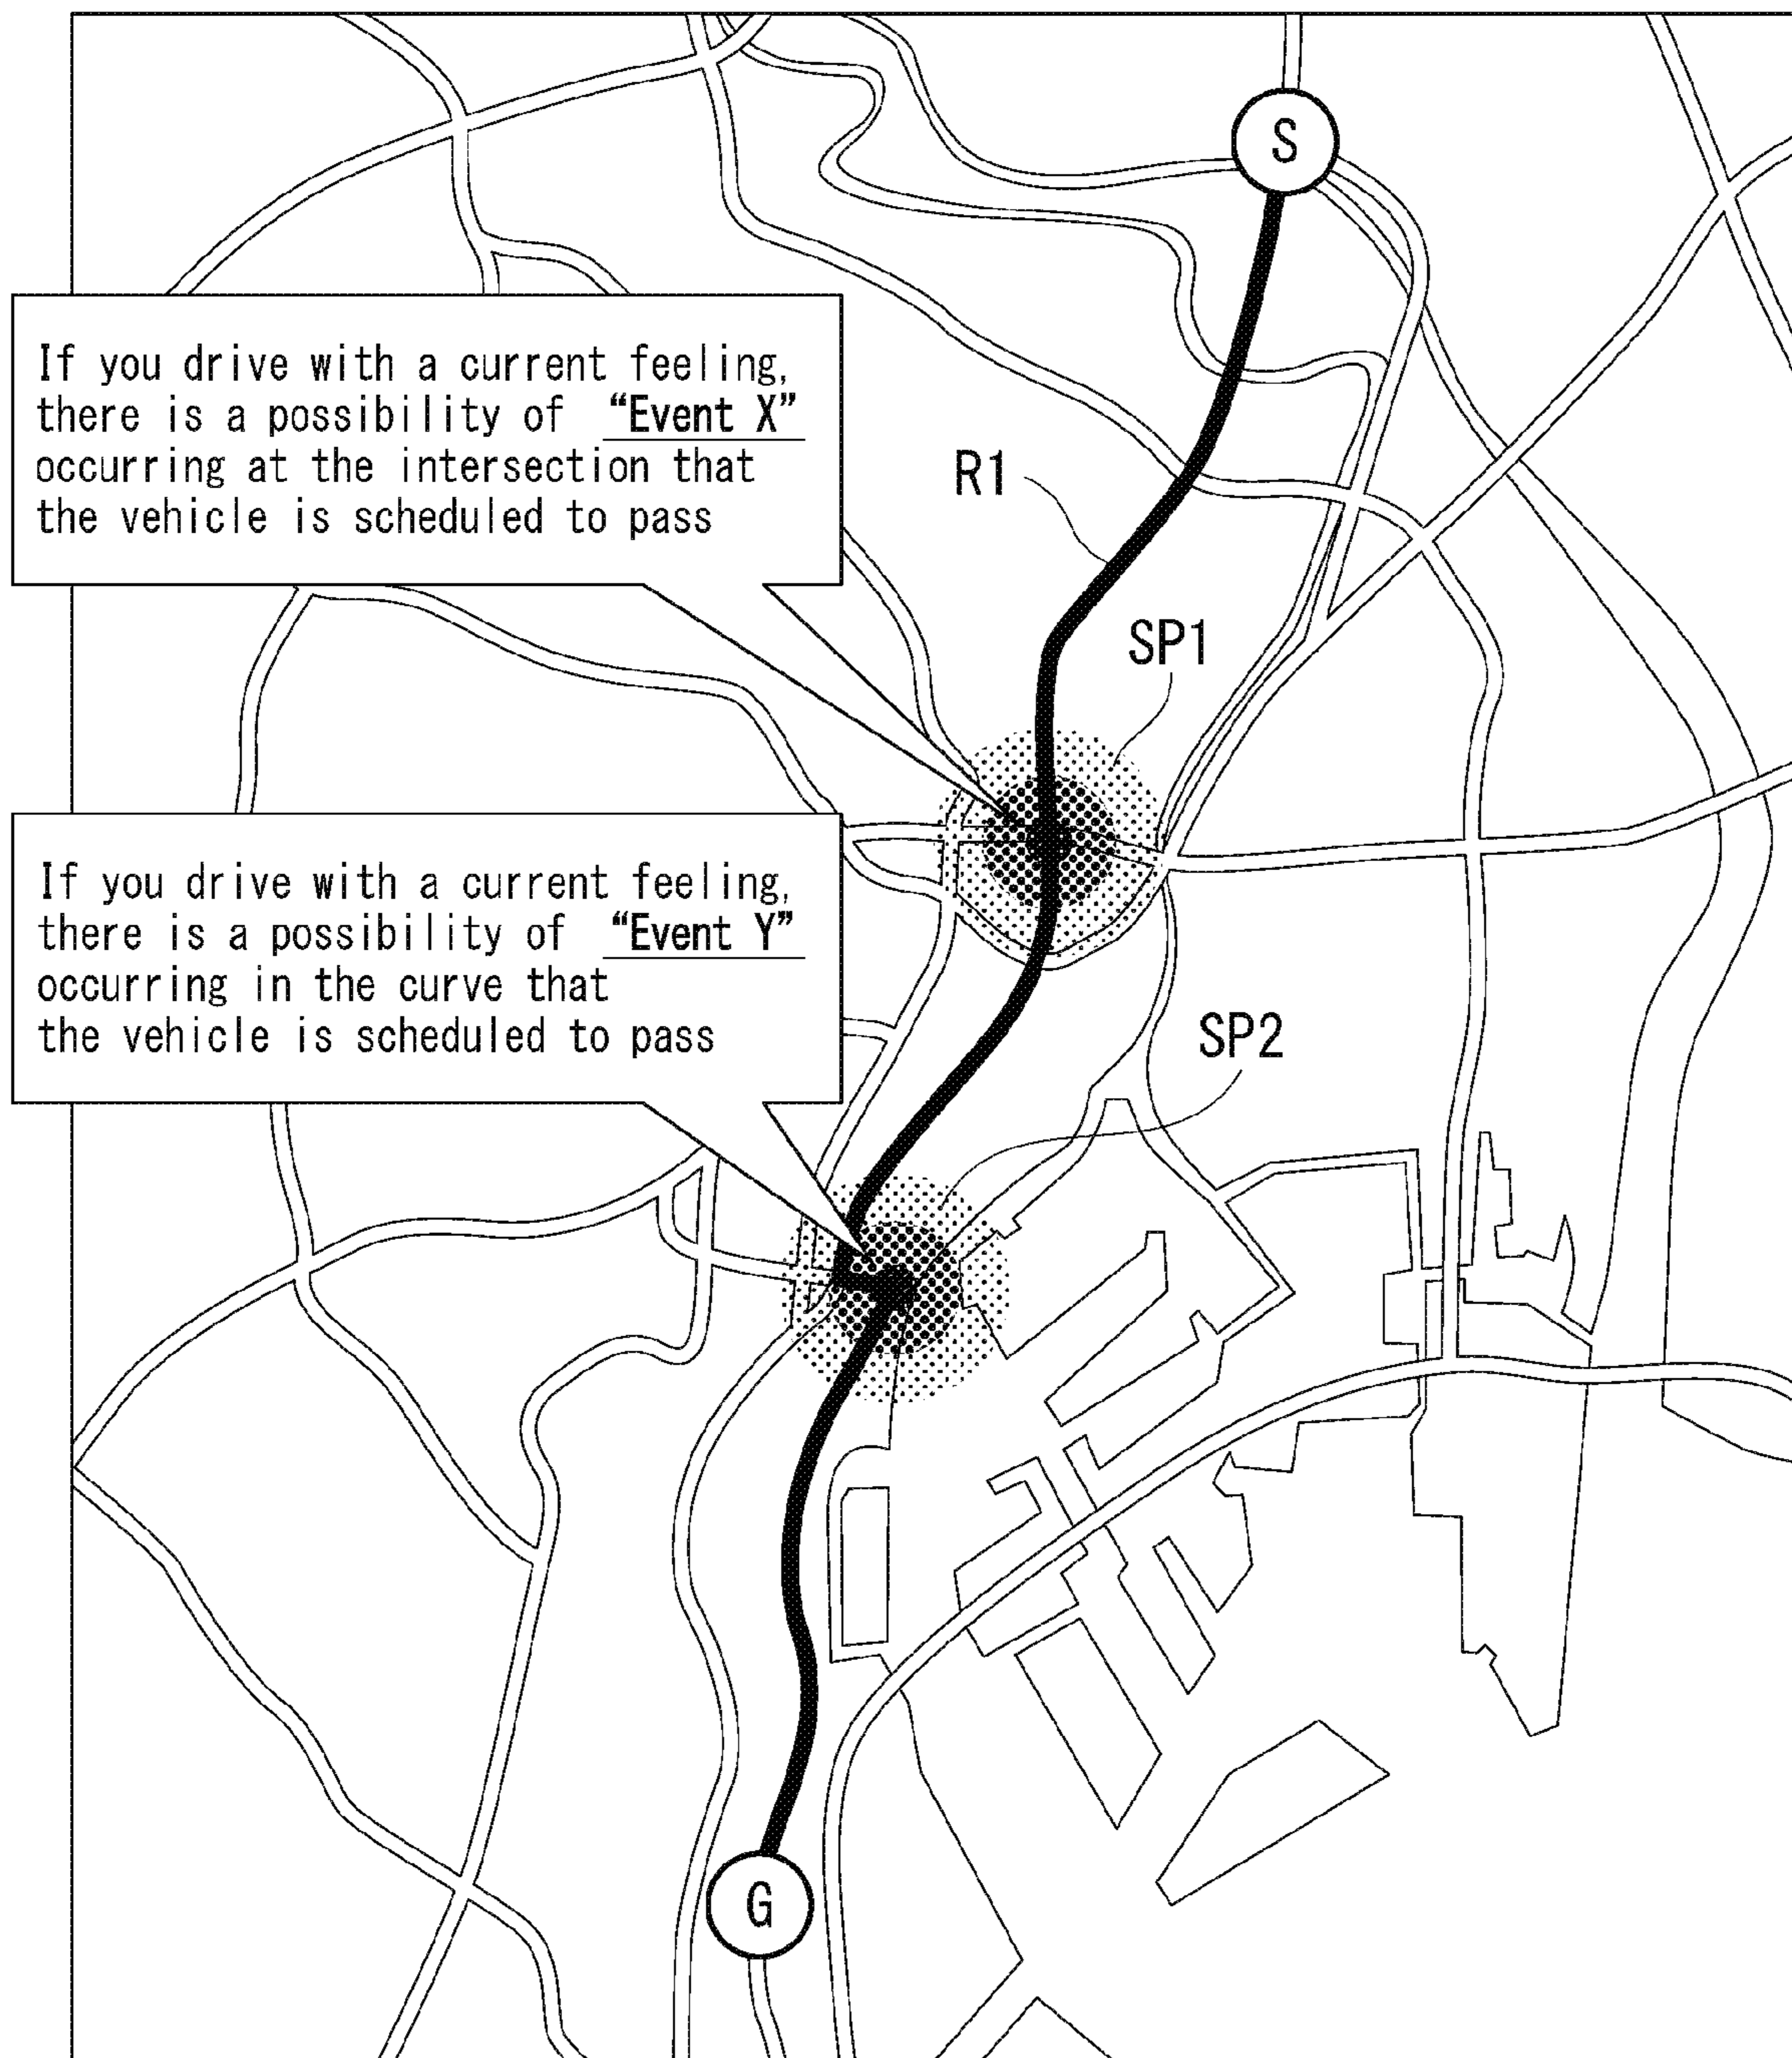 S
If you drive with a current feeling,
there is a possibility of “Event X”
occurring at the intersection that
the vehicle is scheduled to pass
R1
SP1
If you drive with a current feeling,
there is a possibility of “Event Y”
occurring in the curve that
the vehicle is scheduled to pass
SP2
G